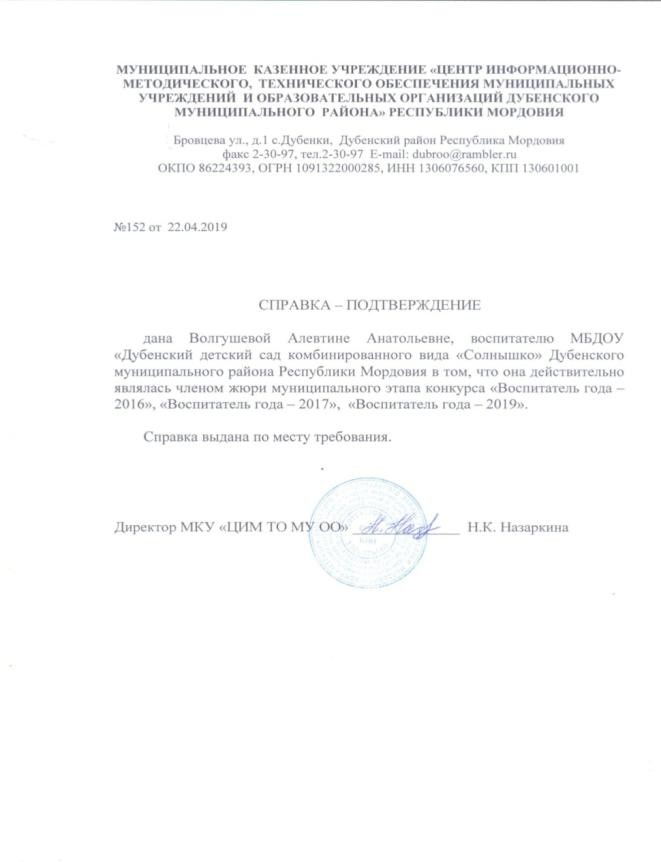 МУНИЦИПАЛЬНОЕ КАЗЕННОЕ УЧРЕЖДЕНИЕ «ЦЕНТР ИНФОРМАЦИОННО-
МЕТОДИЧЕСКОГО, ТЕХНИЧЕСКОГО ОБЕСПЕЧЕНИЯ МУНИЦИПАЛЬНЫХ
УЧРЕЖДЕНИЙ И ОБРАЗОВАТЕЛЬНЫХ ОРГАНИЗАЦИЙ ДУБЕНСКОГО
МУНИЦИПАЛЬНОГО РАЙОНА» РЕСПУБЛИКИ МОРДОВИЯ
Бровцева ул., д.1 с.Дубенки, Дубенский район Республика Мордовия
факс 2-30-97, тел.2-30-97 E-mail: dubroo@rambler.ru
ОКПО 86224393, ОГРН 1091322000285, ИНН 1306076560, КПП 130601001
№152 от 22.04.2019
СПРАВКА – ПОДТВЕРЖДЕНИЕ
дана Волгушевой Алевтине Анатольевне, воспитателю МБДОУ
«Дубенский детский сад комбинированного вида «Солнышко» Дубенского
муниципального района Республики Мордовия в том, что она действительно
являлась членом жюри муниципального этапа конкурса «Воспитатель года –
2016», «Воспитатель года – 2017», «Воспитатель года – 2019».
Справка выдана по месту требования.
Директор МКУ «ЦИМ ТО МУ ОО» Н.К. Назаркина